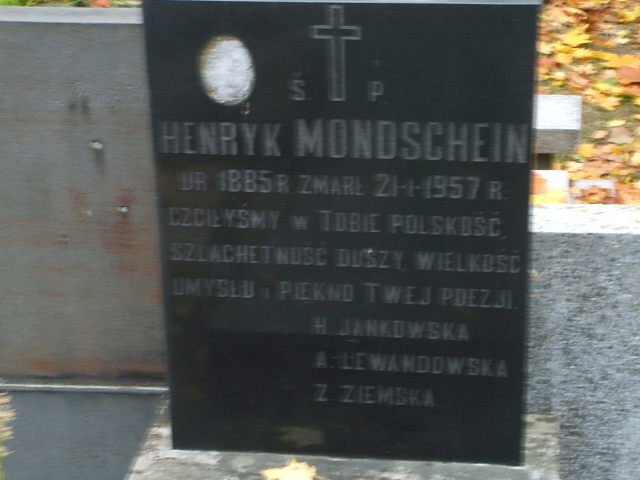 Ś. P.
HENRYK MONDSCHEIN
UR. 1885 R. ZMARŁ 21-I-1957 R.
CZCIŁYŚMY W TOBIE POLSKOŚĆ,
SZLACHETNOŚĆ DUSZY, WIELKOŚĆ
UMYSŁU I PIĘKNO TWEJ POEZJI.
H. JANKOWSKA
A. LEWANDOWSKA
Z. ZIEMSKA.